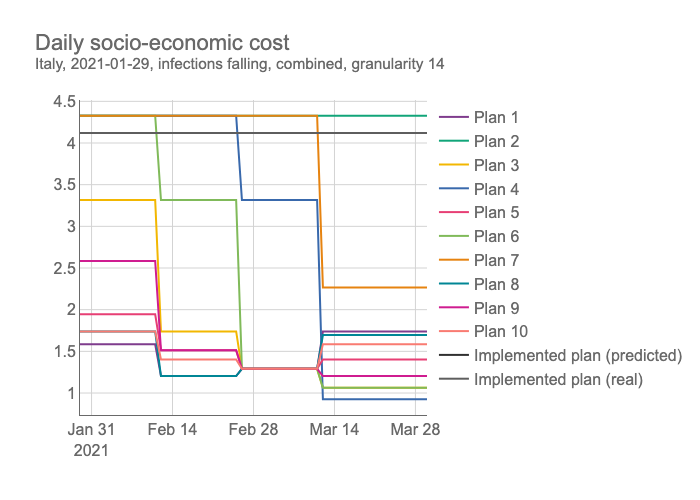 Daily socio-economic cost
Italy, 2021-01-29, infections falling, combined, granularity 14
4.5
4
3.5
3
2.5
2
1.5
1
Jan 31
2021
Feb 14
Feb 28
Mar 14
Mar 28
Plan 1
Plan 2
Plan 3
Plan 4
Plan 5
Plan 6
Plan 7
Plan 8
Plan 9
Plan 10
Implemented plan (predicted)
Implemented plan (real)